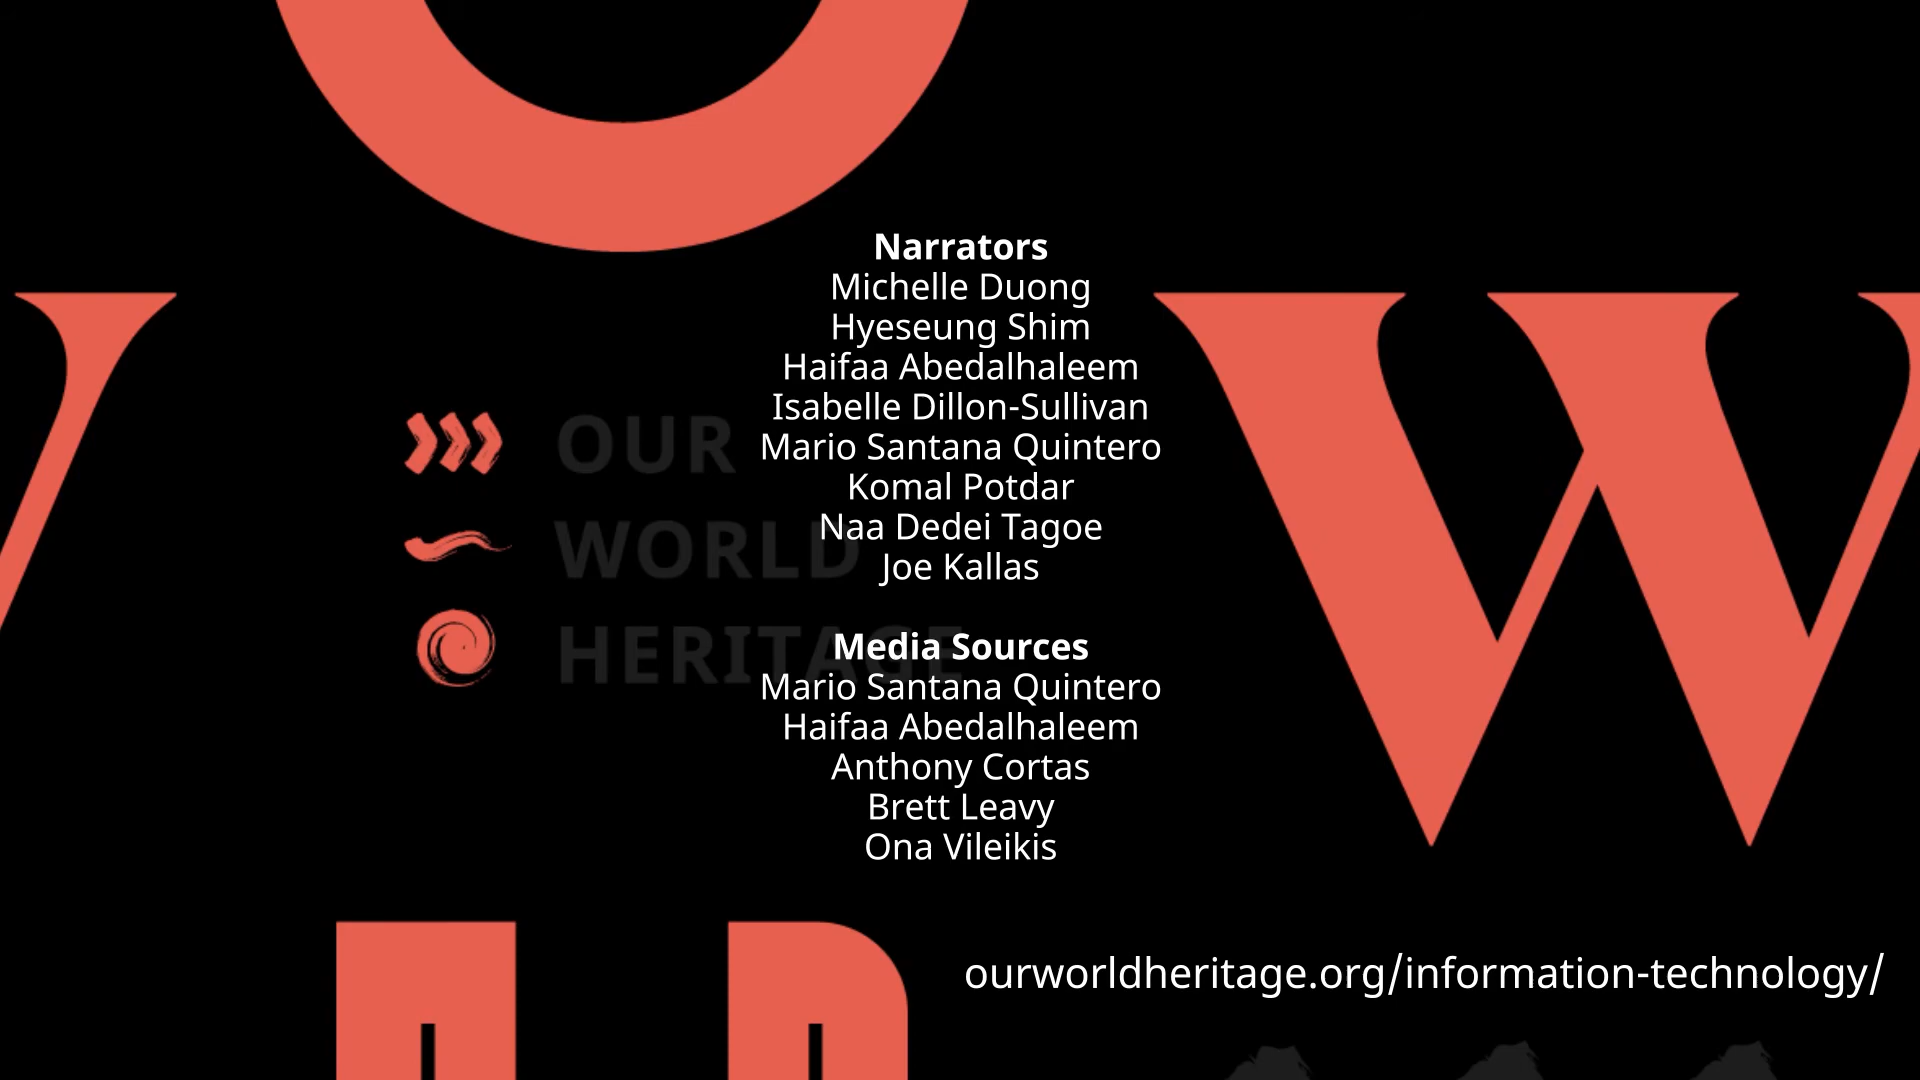 Narrators
Michelle Duong
Hyeseung Shim
Haifaa Abedalhaleem
Isabelle Dillon-Sullivan
Mario Santana Quintero
Komal Potdar
Naa Dedei Tagoe
Joe Kallas
OUR
WORLD
HERITAGE
Media Sources
Mario Santana Quintero
Haifaa Abedalhaleem
Anthony Cortas
Brett Leavy
Ona Vileikis
W
ourworldheritage.org/information-technology/